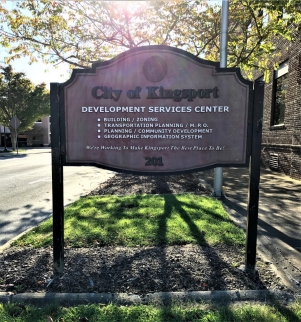 City of Kingsport
DEVELOPMENT SERVICES CENTER
● BUILDING / ZONING
● TRANSPORTATION PLANNING / M. P. O.
● PLANNING / COMMUNITY DEVELOPMENT
● GEOGRAPHIC INFORMATION SYSTEM
We're Working To Make Kingsport The Best Place To Be!
201